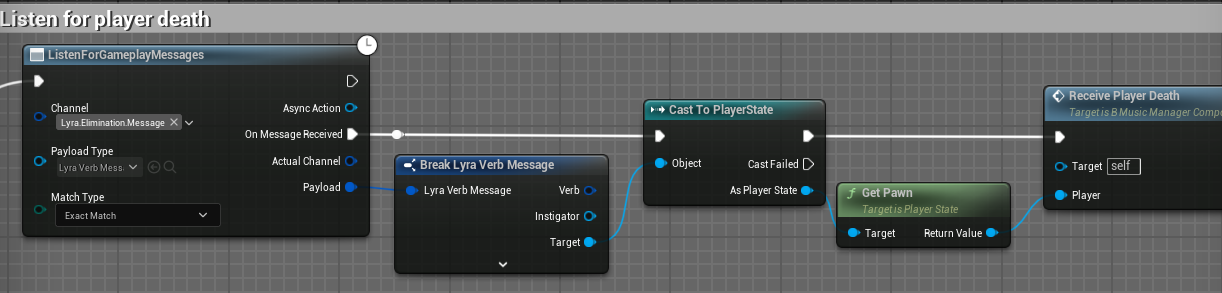 Listen for player death
ListenForGameplayMessages
Channel
Lyra.Elimination.Message
Payload Type
Lyra Verb Mess
Match Type
Exact Match
Async Action
On Message Received
Actual Channel
Payload
Break Lyra Verb Message
Lyra Verb Message
Verb
Instigator
Target
Cast To PlayerState
Object
Cast Failed
As Player State
Get Pawn
Target is Player State
Target
Return Value
Receive Player Death
Target is B Music Manager Compo
Target self
Player